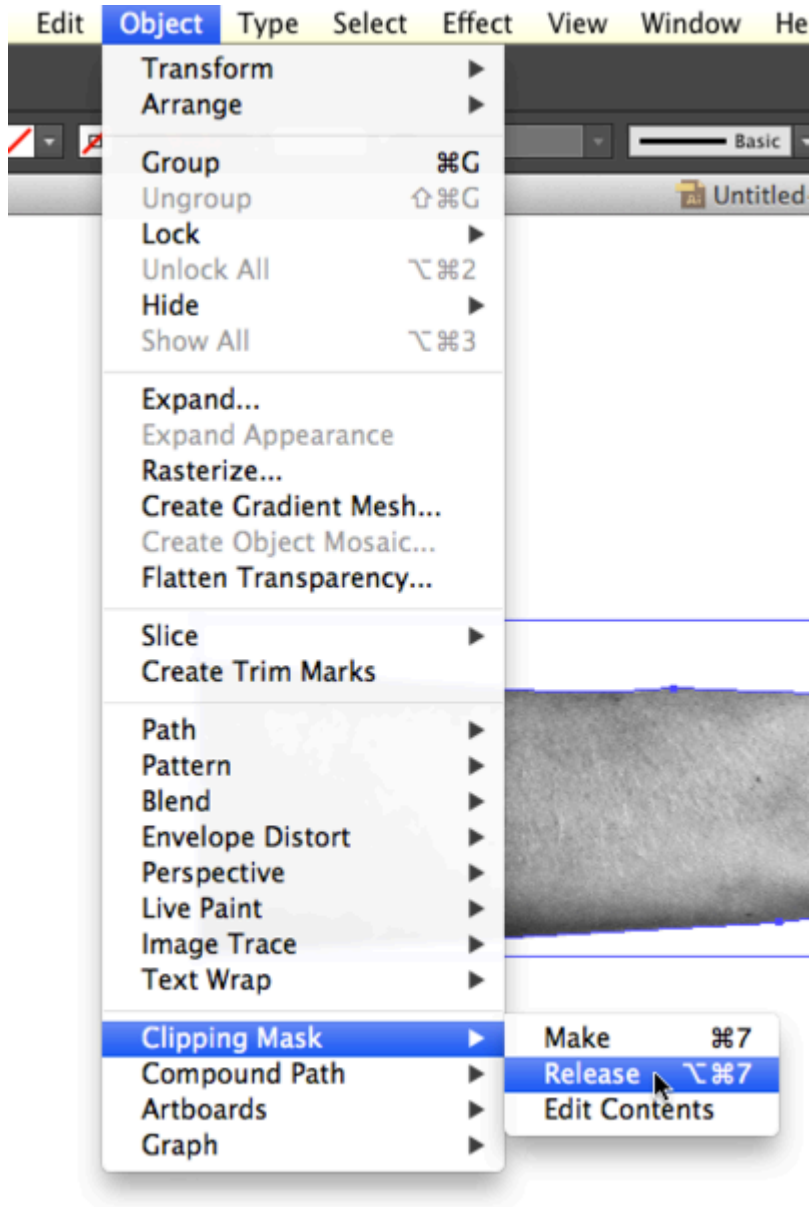 Edit Object Type Select Effect View Window He
Transform ▶
Arrange ▶
Basic
Group ⌘G
Untitled-
Ungroup ⇧⌘G
Lock ▶
Unlock All ⌥⌘2
Hide ▶
Show All ⌥⌘3
Expand...
Expand Appearance
Rasterize...
Create Gradient Mesh...
Create Object Mosaic...
Flatten Transparency...
Slice ▶
Create Trim Marks
Path ▶
Pattern ▶
Blend ▶
Envelope Distort ▶
Perspective ▶
Live Paint ▶
Image Trace ▶
Text Wrap ▶
Clipping Mask ▶ Make ⌘7
Compound Path ▶ Release ⌥⌘7
Artboards ▶ Edit Contents
Graph ▶